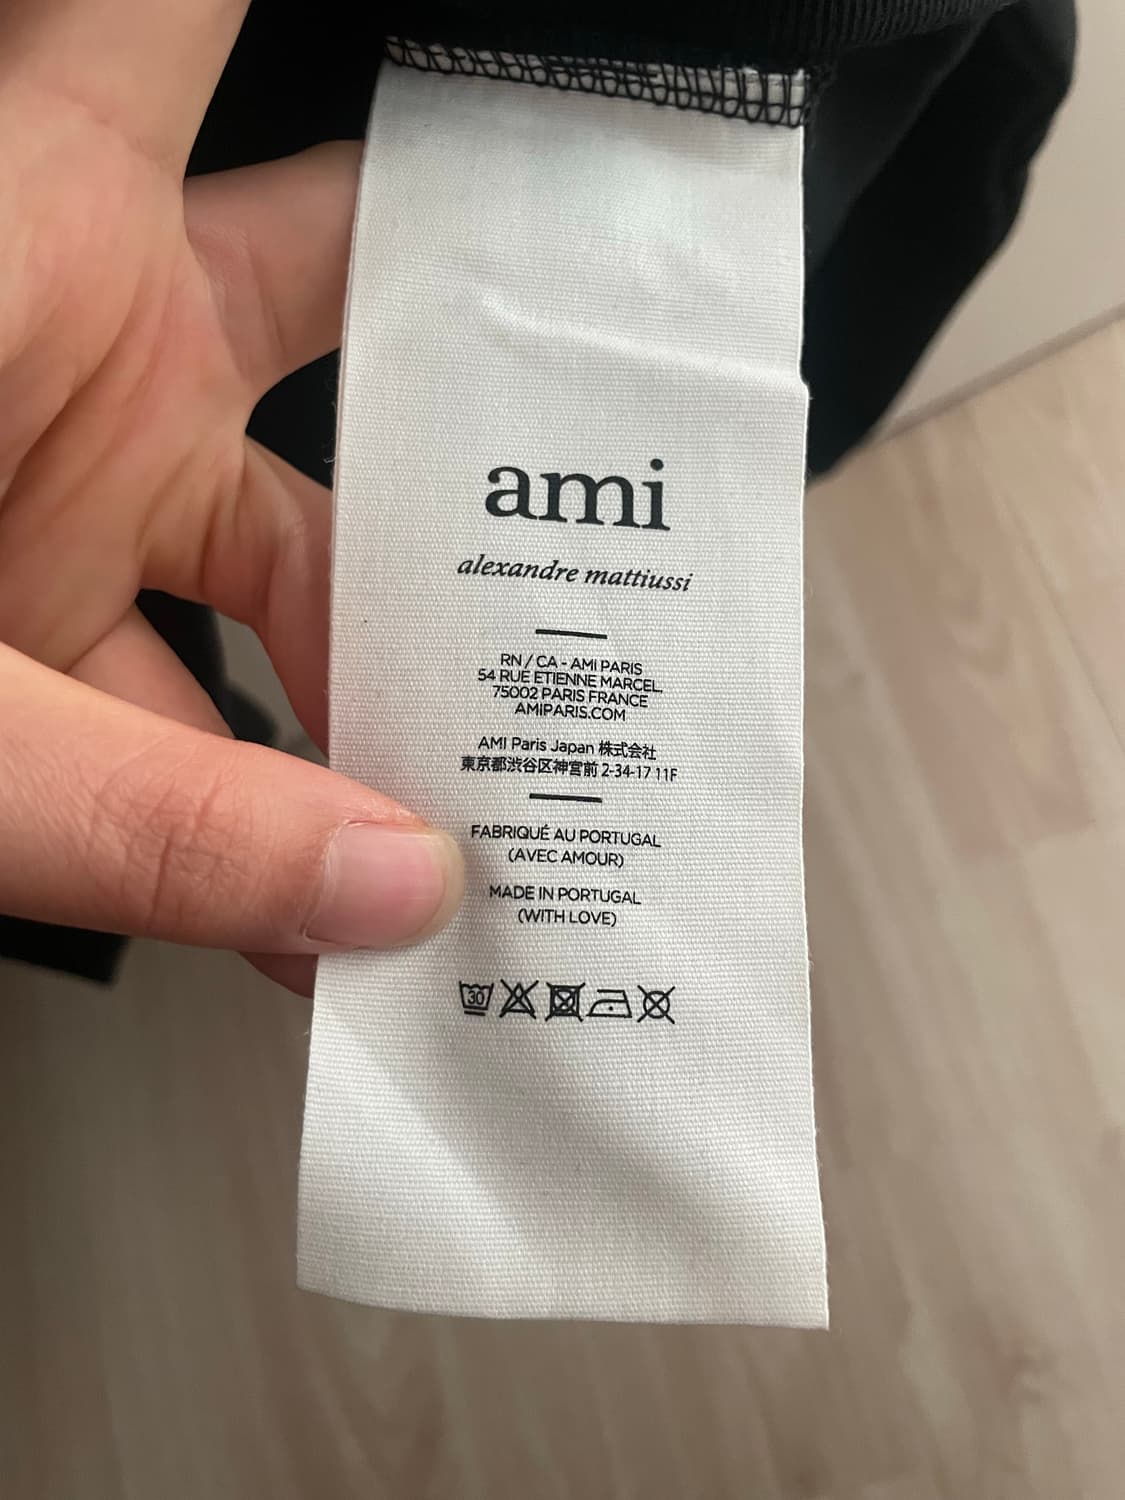 ami
alexandre mattiussi
RN / CA - AMI PARIS
54 RUE ETIENNE MARCEL
75002 PARIS FRANCE
AMIPARIS.COM
AMI Paris Japan 株式会社
東京都渋谷区神宮前 2-34-17 11F
FABRIQUÉ AU PORTUGAL
(AVEC AMOUR)
MADE IN PORTUGAL
(WITH LOVE)
30